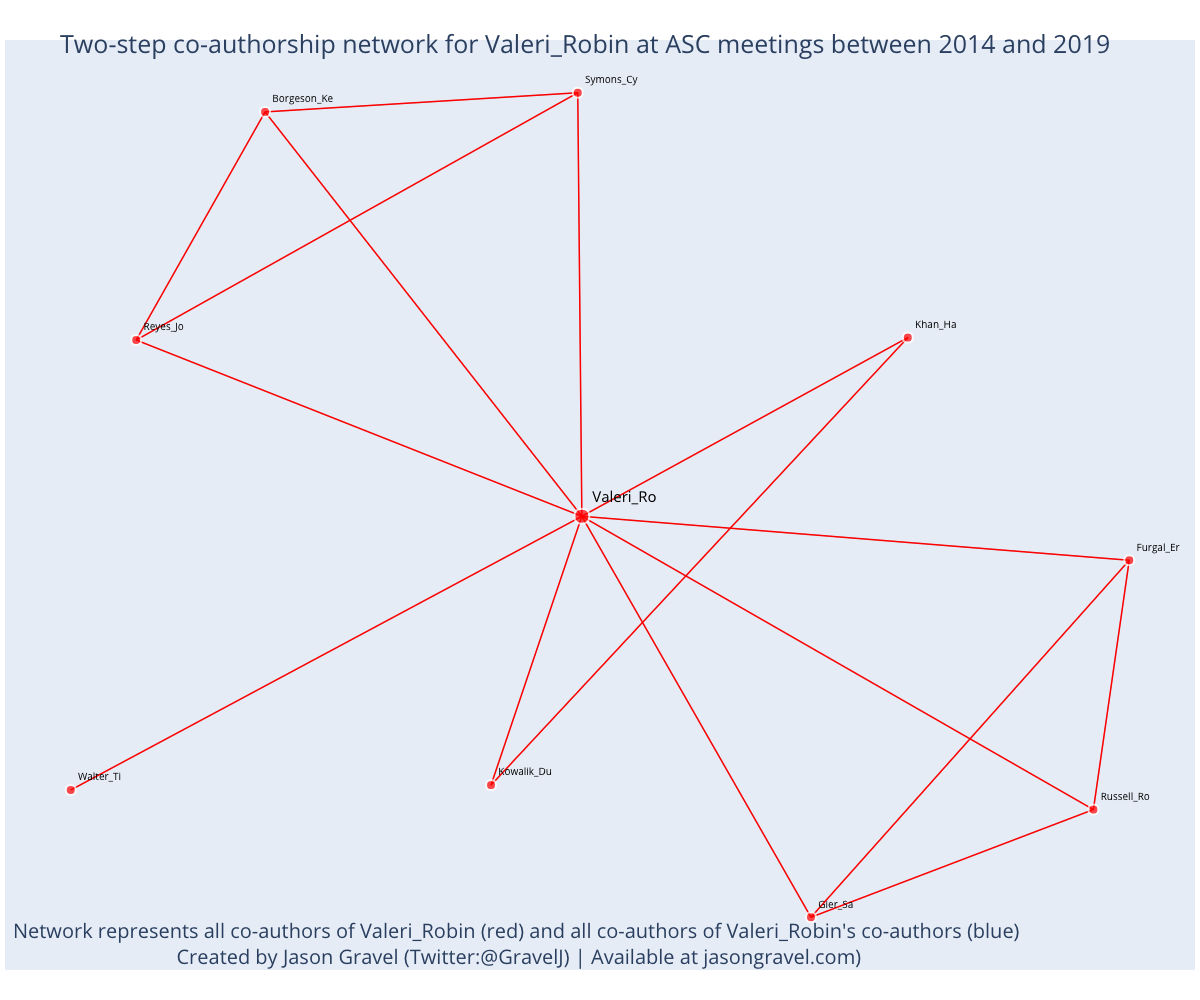 Two-step co-authorship network for Valeri_Robin at ASC meetings between 2014 and 2019
Symons_Cy
Borgeson_Ke
Reyes_Jo
Khan_Ha
Valeri_Ro
Furgal_Er
Walter_Ti
Kowalik_Du
Russell_Ro
Gler_Sa
Network represents all co-authors of Valeri_Robin (red) and all co-authors of Valeri_Robin's co-authors (blue)
Created by Jason Gravel (Twitter:@GravelJ) | Available at jasongravel.com)